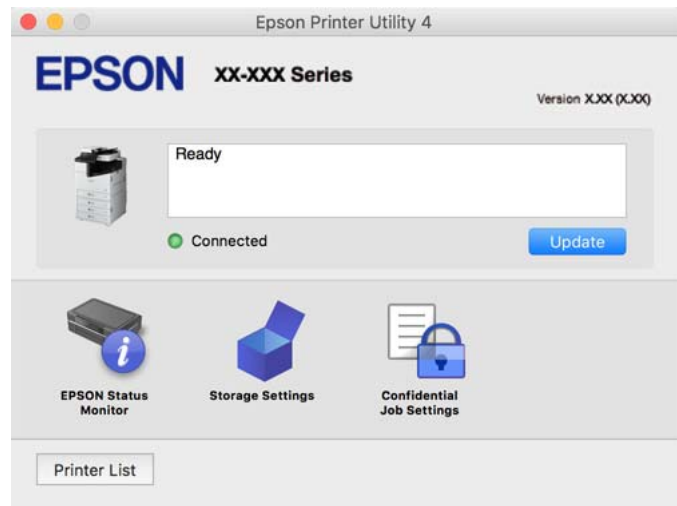 Epson Printer Utility 4
EPSON
XX-XXX Series
Version X.XX (X.XX)
Ready
Connected
Update
EPSON Status
Monitor
Storage Settings
Confidential
Job Settings
Printer List